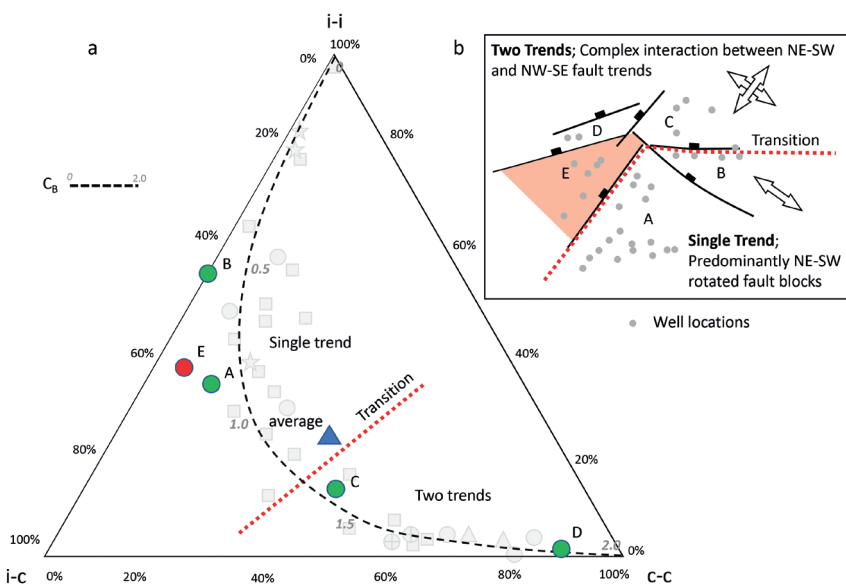 i-i
a
0%
100%
0
20%
80%
C_B
0
2.0
40%
B
0.5
60%
Single trend
60%
E
A
40%
Transition
1.0
average
80%
C
20%
Two trends
1.5
D
100%
2.0
0%
i-c
0%
20%
40%
60%
80%
100%
c-c
b
Two Trends; Complex interaction between NE-SW
and NW-SE fault trends
C
D
Transition
E
B
A
Single Trend;
Predominantly NE-SW
rotated fault blocks
Well locations